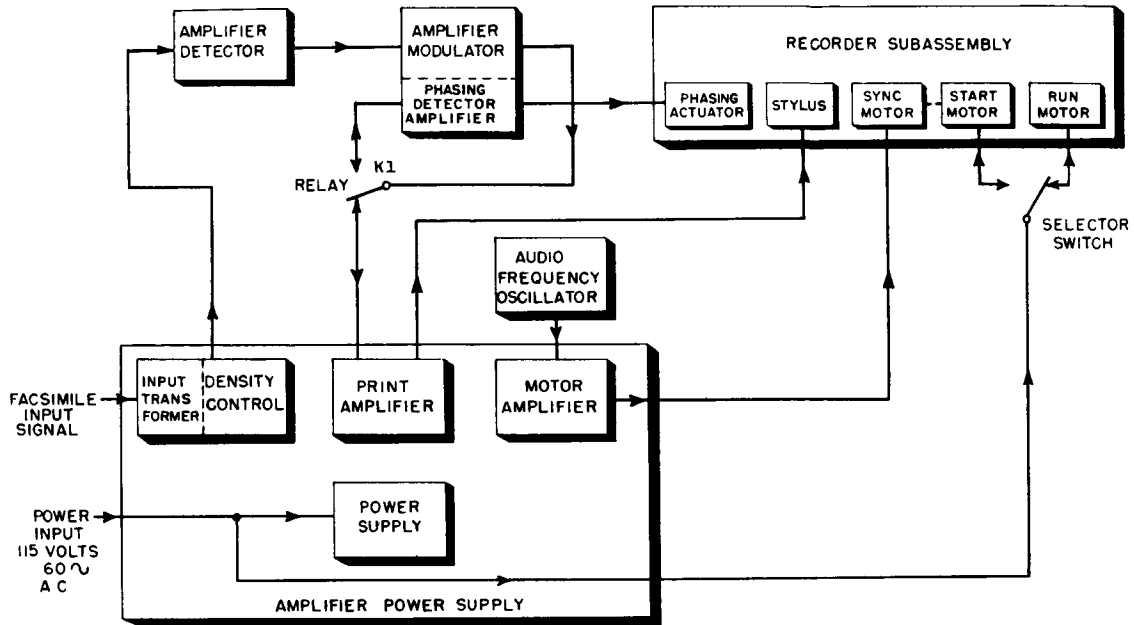 AMPLIFIER
DETECTOR
AMPLIFIER
MODULATOR
PHASING
DETECTOR
AMPLIFIER
RECORDER SUBASSEMBLY
PHASING
ACTUATOR
STYLUS
SYNC
MOTOR
START
MOTOR
RUN
MOTOR
RELAY
K1
SELECTOR
SWITCH
AUDIO
FREQUENCY
OSCILLATOR
FACSIMILE
INPUT
SIGNAL
INPUT
TRANS
FORMER
DENSITY
CONTROL
PRINT
AMPLIFIER
MOTOR
AMPLIFIER
POWER
INPUT
115 VOLTS
60~
AC
POWER
SUPPLY
AMPLIFIER POWER SUPPLY